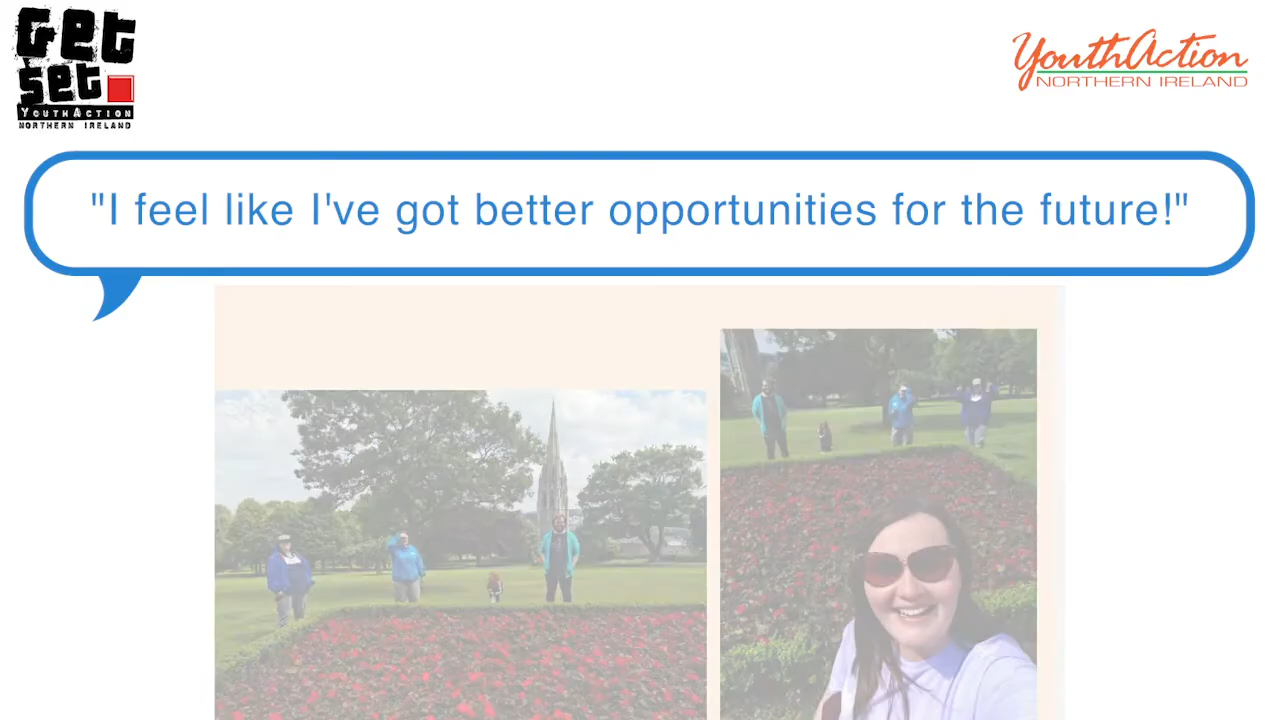 Get
set
YOUTHACTION
NORTHERN IRELAND
YouthAction
NORTHERN IRELAND
"I feel like I've got better opportunities for the future!"